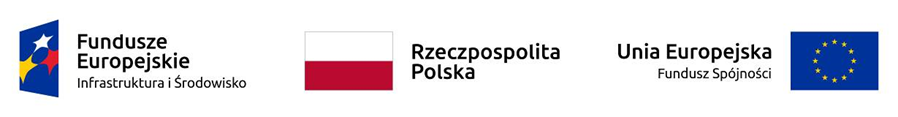 Fundusze
Europejskie
Infrastruktura i Środowisko
Rzeczpospolita
Polska
Unia Europejska
Fundusz Spójności